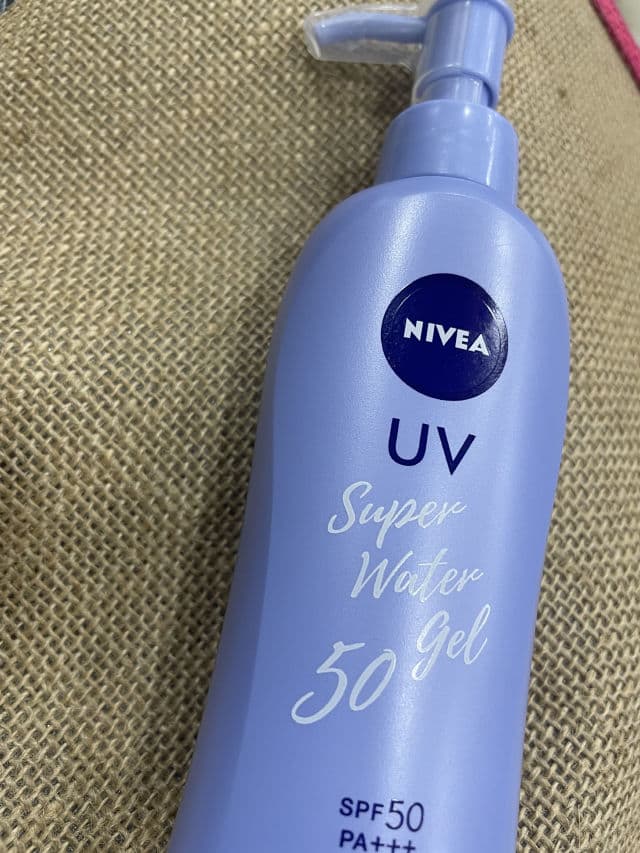 NIVEA
UV
Super
Water
Gel
50
SPF50
PA+++